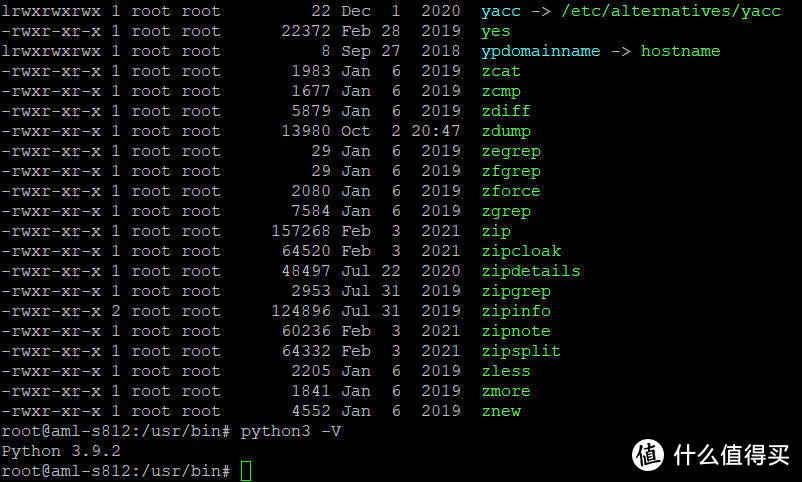 lrwxrwxrwx 1 root root 22 Dec 1 2020 yacc -> /etc/alternatives/yacc
-rwxr-xr-x 1 root root 22372 Feb 28 2019 yes
lrwxrwxrwx 1 root root 8 Sep 27 2018 ypdomainname -> hostname
-rwxr-xr-x 1 root root 1983 Jan 6 2019 zcat
-rwxr-xr-x 1 root root 1677 Jan 6 2019 zcmp
-rwxr-xr-x 1 root root 5879 Jan 6 2019 zdiff
-rwxr-xr-x 1 root root 13980 Oct 2 20:47 zdump
-rwxr-xr-x 1 root root 29 Jan 6 2019 zegrep
-rwxr-xr-x 1 root root 29 Jan 6 2019 zfgrep
-rwxr-xr-x 1 root root 2080 Jan 6 2019 zforce
-rwxr-xr-x 1 root root 7584 Jan 6 2019 zgrep
-rwxr-xr-x 1 root root 157268 Feb 3 2021 zip
-rwxr-xr-x 1 root root 64520 Feb 3 2021 zipcloak
-rwxr-xr-x 1 root root 48497 Jul 22 2020 zipdetails
-rwxr-xr-x 1 root root 2953 Jul 31 2019 zipgrep
-rwxr-xr-x 2 root root 124896 Jul 31 2019 zipinfo
-rwxr-xr-x 1 root root 60236 Feb 3 2021 zipnote
-rwxr-xr-x 1 root root 64332 Feb 3 2021 zipsplit
-rwxr-xr-x 1 root root 2205 Jan 6 2019 zless
-rwxr-xr-x 1 root root 1841 Jan 6 2019 zmore
-rwxr-xr-x 1 root root 4552 Jan 6 2019 znew
root@aml-s812:/usr/bin# python3 -V
Python 3.9.2
root@aml-s812:/usr/bin#
值 什么值得买